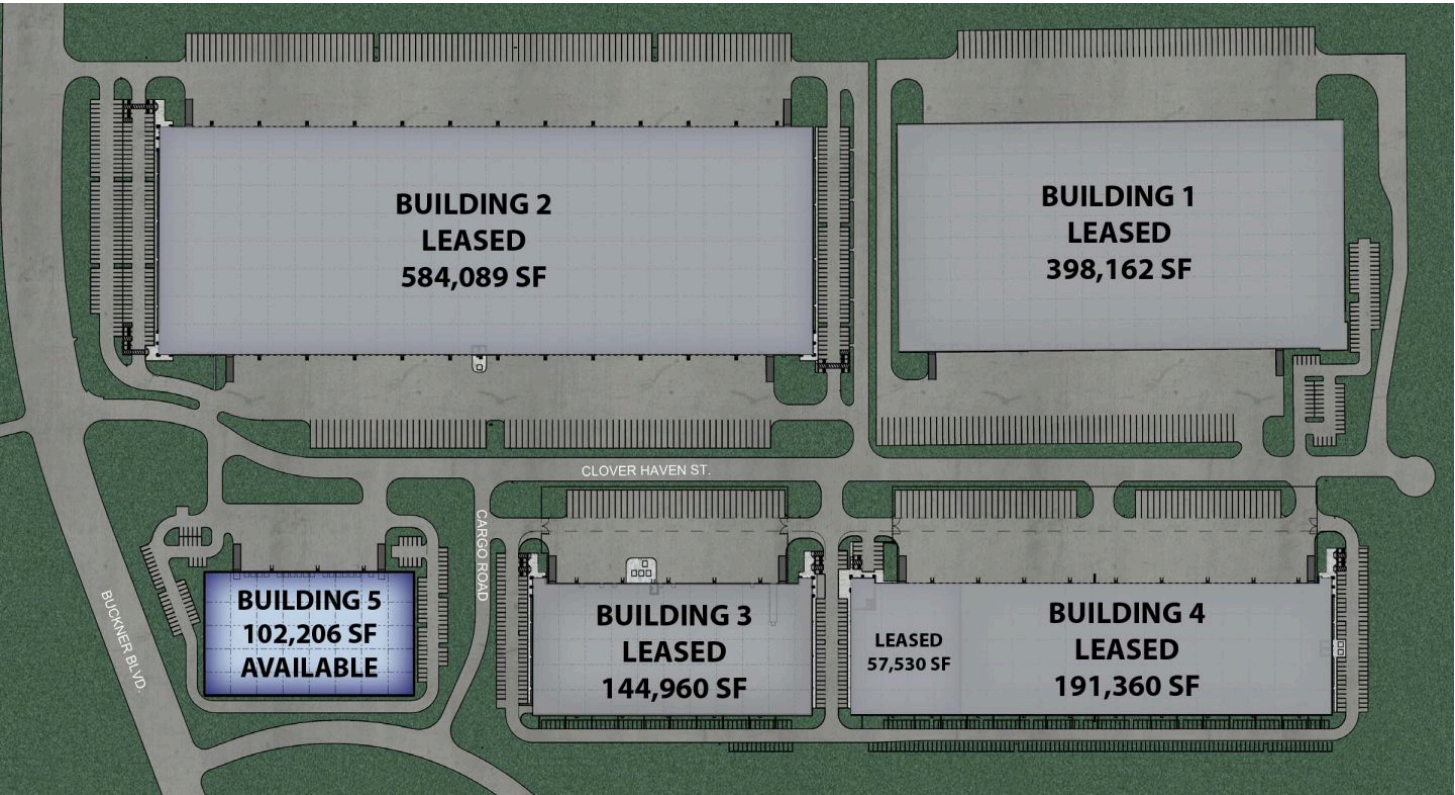 BUILDING 2
LEASED
584,089 SF
BUILDING 1
LEASED
398,162 SF
CLOVER HAVEN ST.
CARGO ROAD
BUCKNER BLVD.
BUILDING 5
102,206 SF
AVAILABLE
BUILDING 3
LEASED
144,960 SF
LEASED
57,530 SF
BUILDING 4
LEASED
191,360 SF